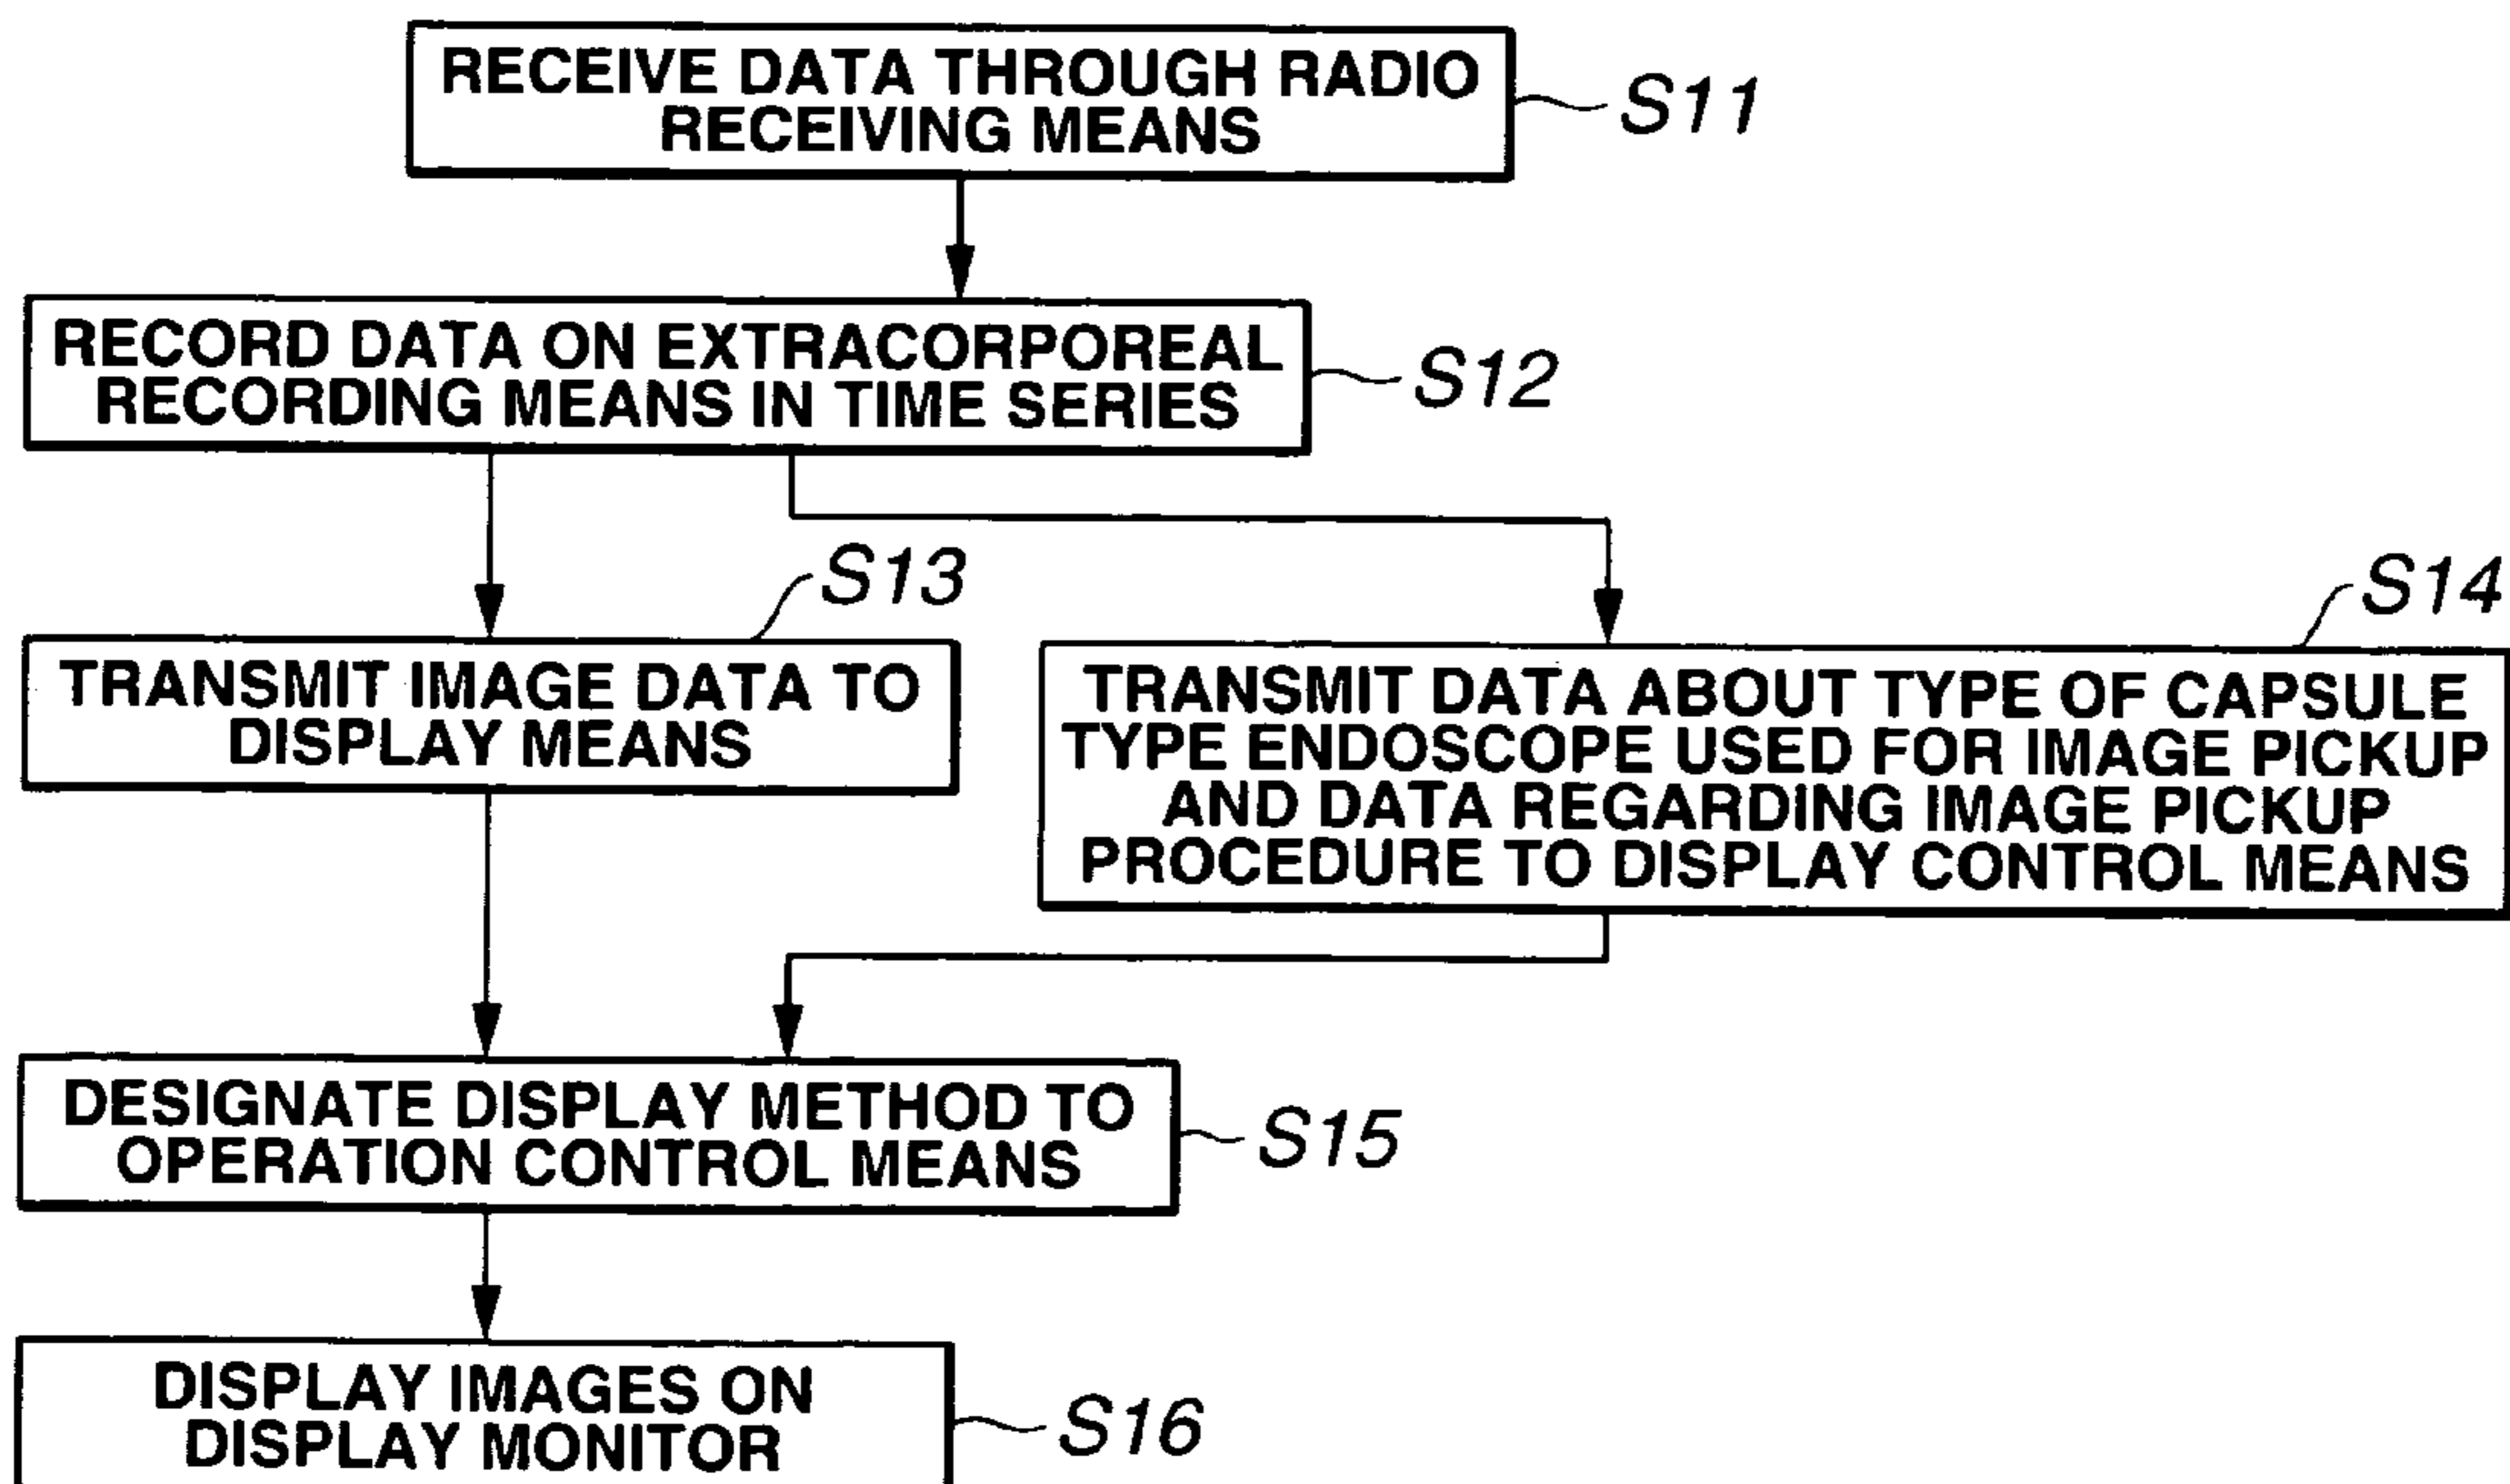 RECEIVE DATA THROUGH RADIO
RECEIVING MEANS
S11
RECORD DATA ON EXTRACORPOREAL
RECORDING MEANS IN TIME SERIES
S12
S13
TRANSMIT IMAGE DATA TO
DISPLAY MEANS
S14
TRANSMIT DATA ABOUT TYPE OF CAPSULE
TYPE ENDOSCOPE USED FOR IMAGE PICKUP
AND DATA REGARDING IMAGE PICKUP
PROCEDURE TO DISPLAY CONTROL MEANS
DESIGNATE DISPLAY METHOD TO
OPERATION CONTROL MEANS
S15
DISPLAY IMAGES ON
DISPLAY MONITOR
S16